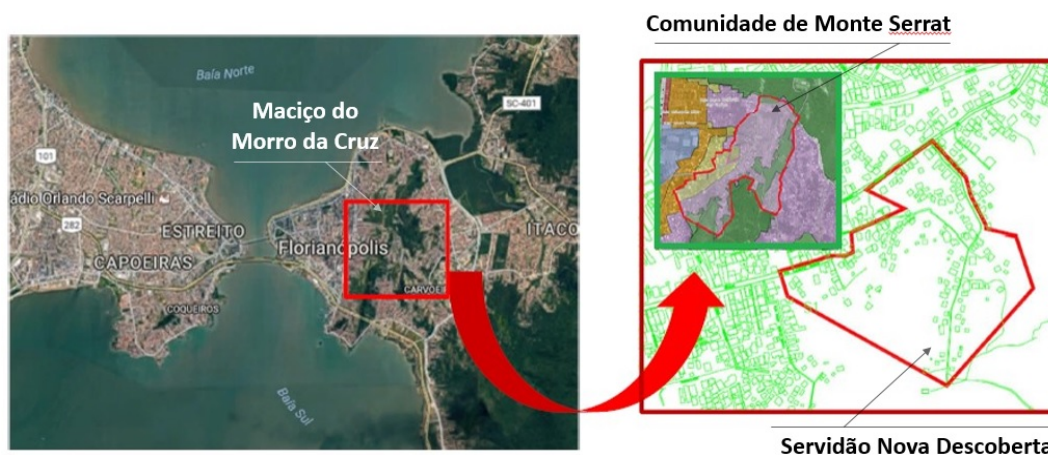 Comunidade de Monte Serrat
Baía Norte
SC-401
Maciço do
Morro da Cruz
101
ádio Orlando Scarpelli
282
ESTREITO
Florianópolis
ITACO
CAPOEIRAS
CARVOEI
COQUEIROS
Baía Sul
Servidão Nova Descoberta